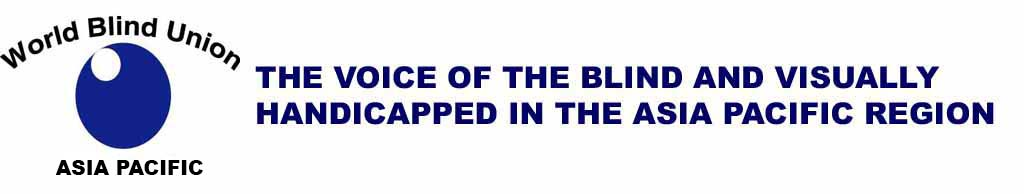 World Blind Union
ASIA PACIFIC
THE VOICE OF THE BLIND AND VISUALLY
HANDICAPPED IN THE ASIA PACIFIC REGION